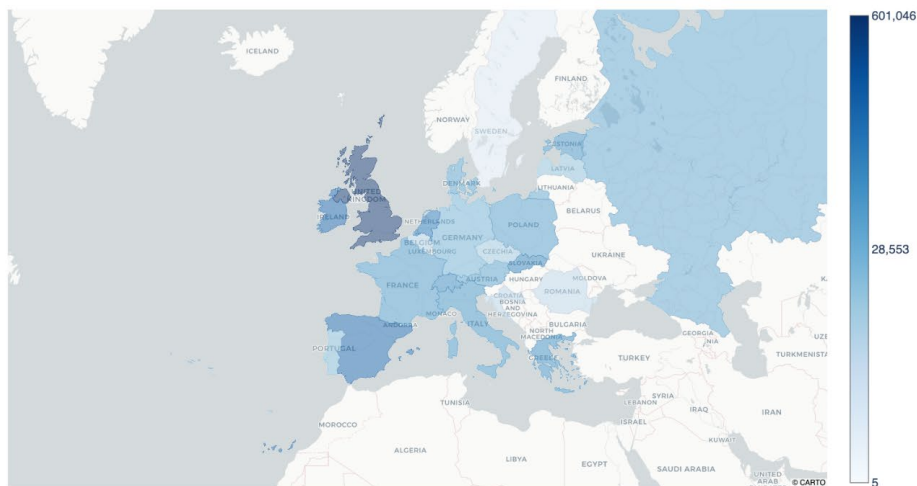 601,046
ICELAND
FINLAND
NORWAY
SWEDEN
ESTONIA
LATVIA
DENMARK
LITHUANIA
UNITED
KINGDOM
BELARUS
IRELAND
NETHERLANDS
POLAND
GERMANY
BELGIUM
28,553
LUXEMBOURG
CZECHIA
UKRAINE
SLOVAKIA
AUSTRIA
HUNGARY
MOLDOVA
FRANCE
ROMANIA
CROATIA
BOSNIA
AND
HERZEGOVINA
MONACO
ANDORRA
ITALY
BULGARIA
NORTH
MACEDONIA
GEORGIA
PORTUGAL
GREECE
TURKEY
TURKMENISTA
SYRIA
TUNISIA
LEBANON
IRAQ
IRAN
MOROCCO
ISRAEL
KUWAIT
ALGERIA
LIBYA
EGYPT
SAUDI ARABIA
UNITED
ARAB
© CARTO
5